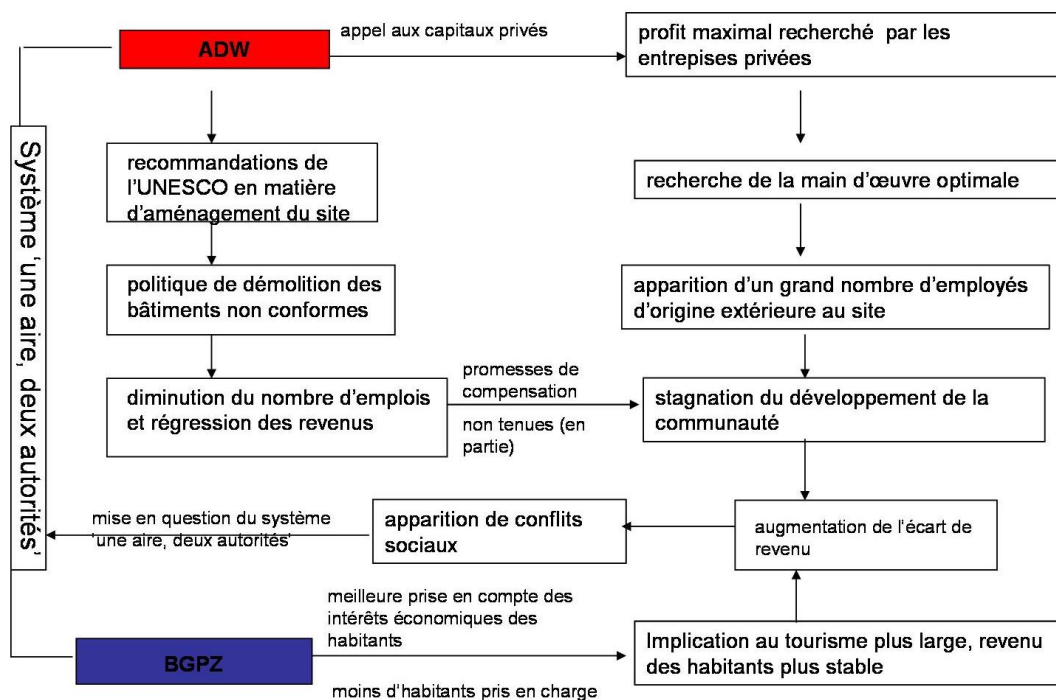 ADW
appel aux capitaux privés
profit maximal recherché par les
entrepises privées
Système 'une aire, deux autorités'
recommandations de
l'UNESCO en matière
d'aménagement du site
recherche de la main d'œuvre optimale
politique de démolition des
bâtiments non conformes
apparition d'un grand nombre d'employés
d'origine extérieure au site
diminution du nombre d'emplois
et régression des revenus
promesses de
compensation
non tenues (en
partie)
stagnation du développement de la
communauté
mise en question du système
'une aire, deux autorités'
apparition de conflits
sociaux
augmentation de l'écart de
revenu
BGPZ
meilleure prise en compte des
intérêts économiques des
habitants
moins d'habitants pris en charge
Implication au tourisme plus large, revenu
des habitants plus stable